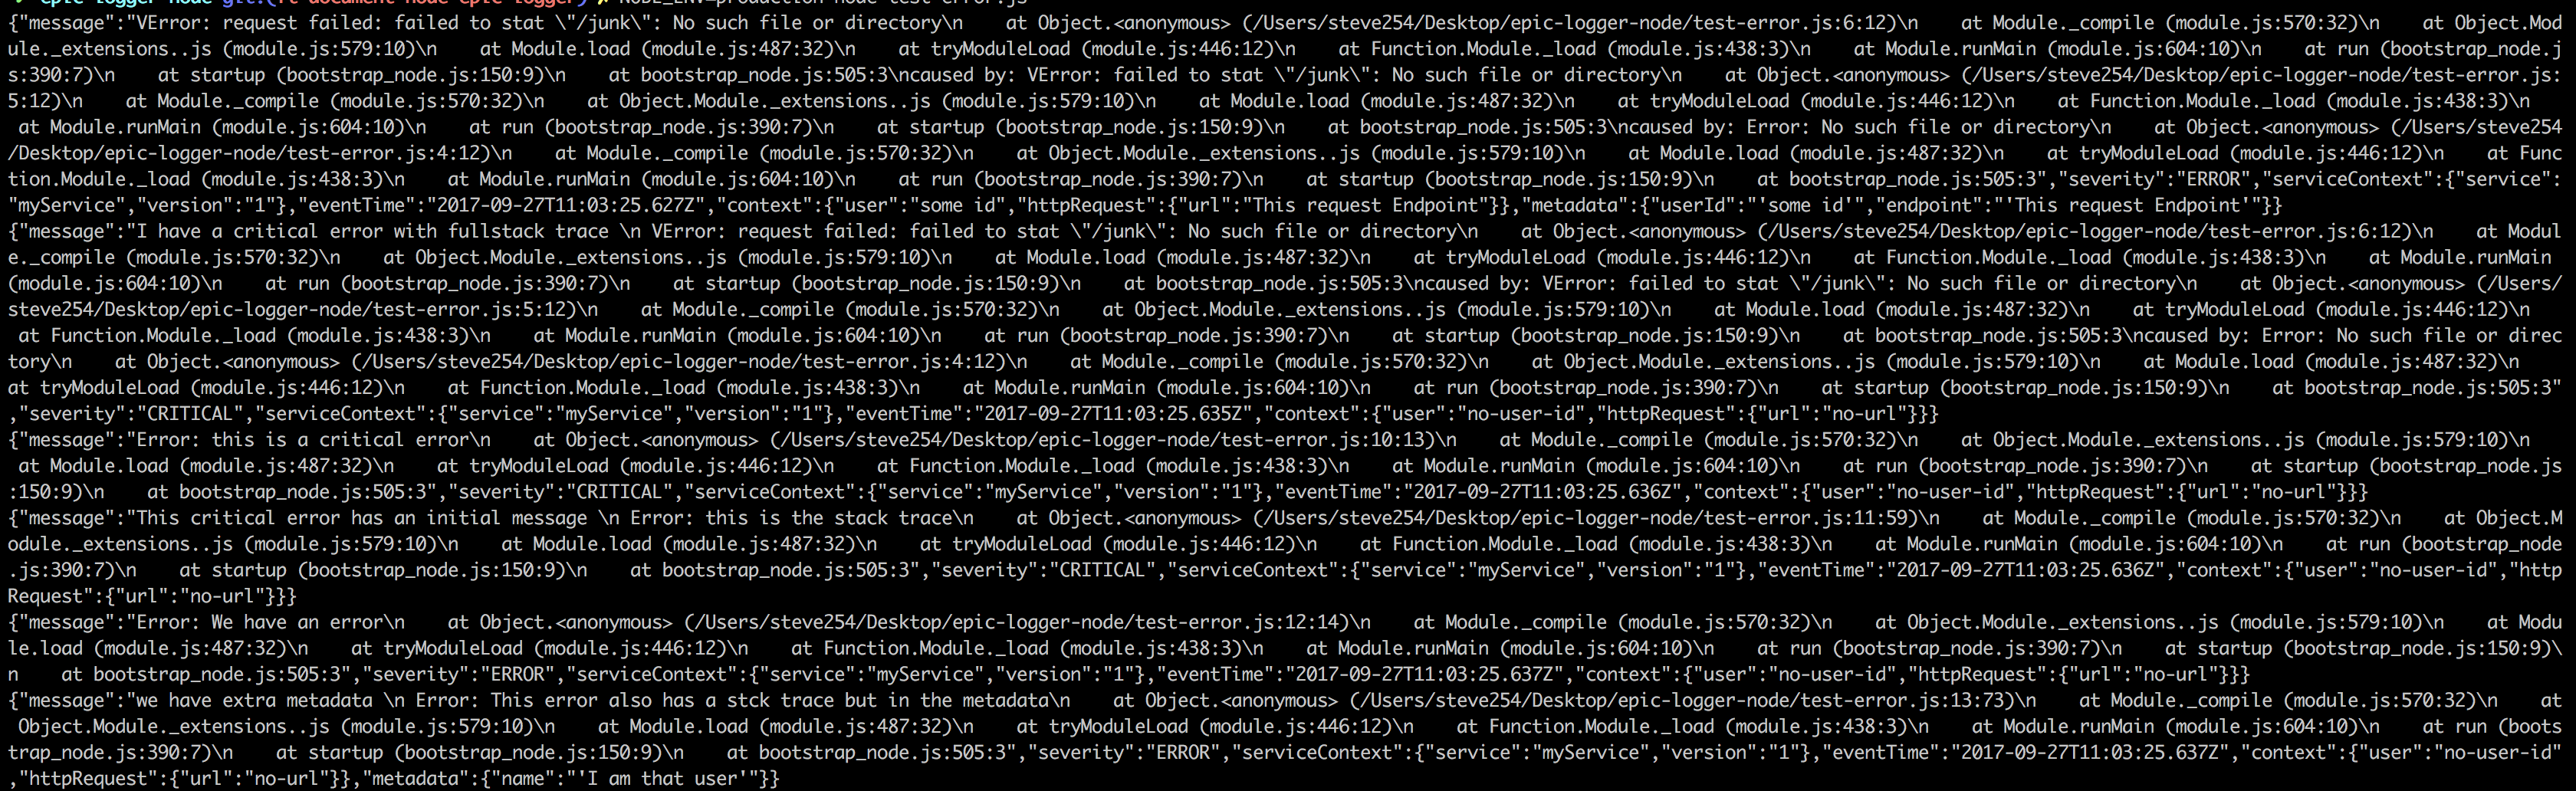 epic-logger-node git:(ft-document-node-epic-logger) ✗ NODE_ENV=production node test-error.js
{"message":"VError: request failed: failed to stat \"/junk\": No such file or directory\n    at Object.<anonymous> (/Users/steve254/Desktop/epic-logger-node/test-error.js:6:12)\n    at Module._compile (module.js:570:32)\n    at Object.Mod
ule._extensions..js (module.js:579:10)\n    at Module.load (module.js:487:32)\n    at tryModuleLoad (module.js:446:12)\n    at Function.Module._load (module.js:438:3)\n    at Module.runMain (module.js:604:10)\n    at run (bootstrap_node.j
s:390:7)\n    at startup (bootstrap_node.js:150:9)\n    at bootstrap_node.js:505:3\ncaused by: VError: failed to stat \"/junk\": No such file or directory\n    at Object.<anonymous> (/Users/steve254/Desktop/epic-logger-node/test-error.js:
5:12)\n    at Module._compile (module.js:570:32)\n    at Object.Module._extensions..js (module.js:579:10)\n    at Module.load (module.js:487:32)\n    at tryModuleLoad (module.js:446:12)\n    at Function.Module._load (module.js:438:3)\n
 at Module.runMain (module.js:604:10)\n    at run (bootstrap_node.js:390:7)\n    at startup (bootstrap_node.js:150:9)\n    at bootstrap_node.js:505:3\ncaused by: Error: No such file or directory\n    at Object.<anonymous> (/Users/steve254
/Desktop/epic-logger-node/test-error.js:4:12)\n    at Module._compile (module.js:570:32)\n    at Object.Module._extensions..js (module.js:579:10)\n    at Module.load (module.js:487:32)\n    at tryModuleLoad (module.js:446:12)\n    at Func
tion.Module._load (module.js:438:3)\n    at Module.runMain (module.js:604:10)\n    at run (bootstrap_node.js:390:7)\n    at startup (bootstrap_node.js:150:9)\n    at bootstrap_node.js:505:3","severity":"ERROR","serviceContext":{"service":
"myService","version":"1"},"eventTime":"2017-09-27T11:03:25.627Z","context":{"user":"some id","httpRequest":{"url":"This request Endpoint"}},"metadata":{"userId":"'some id'","endpoint":"'This request Endpoint'"}}
{"message":"I have a critical error with fullstack trace \n VError: request failed: failed to stat \"/junk\": No such file or directory\n    at Object.<anonymous> (/Users/steve254/Desktop/epic-logger-node/test-error.js:6:12)\n    at Modul
e._compile (module.js:570:32)\n    at Object.Module._extensions..js (module.js:579:10)\n    at Module.load (module.js:487:32)\n    at tryModuleLoad (module.js:446:12)\n    at Function.Module._load (module.js:438:3)\n    at Module.runMain
(module.js:604:10)\n    at run (bootstrap_node.js:390:7)\n    at startup (bootstrap_node.js:150:9)\n    at bootstrap_node.js:505:3\ncaused by: VError: failed to stat \"/junk\": No such file or directory\n    at Object.<anonymous> (/Users/
steve254/Desktop/epic-logger-node/test-error.js:5:12)\n    at Module._compile (module.js:570:32)\n    at Object.Module._extensions..js (module.js:579:10)\n    at Module.load (module.js:487:32)\n    at tryModuleLoad (module.js:446:12)\n
 at Function.Module._load (module.js:438:3)\n    at Module.runMain (module.js:604:10)\n    at run (bootstrap_node.js:390:7)\n    at startup (bootstrap_node.js:150:9)\n    at bootstrap_node.js:505:3\ncaused by: Error: No such file or direc
tory\n    at Object.<anonymous> (/Users/steve254/Desktop/epic-logger-node/test-error.js:4:12)\n    at Module._compile (module.js:570:32)\n    at Object.Module._extensions..js (module.js:579:10)\n    at Module.load (module.js:487:32)\n
at tryModuleLoad (module.js:446:12)\n    at Function.Module._load (module.js:438:3)\n    at Module.runMain (module.js:604:10)\n    at run (bootstrap_node.js:390:7)\n    at startup (bootstrap_node.js:150:9)\n    at bootstrap_node.js:505:3"
,"severity":"CRITICAL","serviceContext":{"service":"myService","version":"1"},"eventTime":"2017-09-27T11:03:25.635Z","context":{"user":"no-user-id","httpRequest":{"url":"no-url"}}}
{"message":"Error: this is a critical error\n    at Object.<anonymous> (/Users/steve254/Desktop/epic-logger-node/test-error.js:10:13)\n    at Module._compile (module.js:570:32)\n    at Object.Module._extensions..js (module.js:579:10)\n
 at Module.load (module.js:487:32)\n    at tryModuleLoad (module.js:446:12)\n    at Function.Module._load (module.js:438:3)\n    at Module.runMain (module.js:604:10)\n    at run (bootstrap_node.js:390:7)\n    at startup (bootstrap_node.js
:150:9)\n    at bootstrap_node.js:505:3","severity":"CRITICAL","serviceContext":{"service":"myService","version":"1"},"eventTime":"2017-09-27T11:03:25.636Z","context":{"user":"no-user-id","httpRequest":{"url":"no-url"}}}
{"message":"This critical error has an initial message \n Error: this is the stack trace\n    at Object.<anonymous> (/Users/steve254/Desktop/epic-logger-node/test-error.js:11:59)\n    at Module._compile (module.js:570:32)\n    at Object.M
odule._extensions..js (module.js:579:10)\n    at Module.load (module.js:487:32)\n    at tryModuleLoad (module.js:446:12)\n    at Function.Module._load (module.js:438:3)\n    at Module.runMain (module.js:604:10)\n    at run (bootstrap_node
.js:390:7)\n    at startup (bootstrap_node.js:150:9)\n    at bootstrap_node.js:505:3","severity":"CRITICAL","serviceContext":{"service":"myService","version":"1"},"eventTime":"2017-09-27T11:03:25.636Z","context":{"user":"no-user-id","http
Request":{"url":"no-url"}}}
{"message":"Error: We have an error\n    at Object.<anonymous> (/Users/steve254/Desktop/epic-logger-node/test-error.js:12:14)\n    at Module._compile (module.js:570:32)\n    at Object.Module._extensions..js (module.js:579:10)\n    at Modu
le.load (module.js:487:32)\n    at tryModuleLoad (module.js:446:12)\n    at Function.Module._load (module.js:438:3)\n    at Module.runMain (module.js:604:10)\n    at run (bootstrap_node.js:390:7)\n    at startup (bootstrap_node.js:150:9)\
n    at bootstrap_node.js:505:3","severity":"ERROR","serviceContext":{"service":"myService","version":"1"},"eventTime":"2017-09-27T11:03:25.637Z","context":{"user":"no-user-id","httpRequest":{"url":"no-url"}}}
{"message":"we have extra metadata \n Error: This error also has a stck trace but in the metadata\n    at Object.<anonymous> (/Users/steve254/Desktop/epic-logger-node/test-error.js:13:73)\n    at Module._compile (module.js:570:32)\n    at
 Object.Module._extensions..js (module.js:579:10)\n    at Module.load (module.js:487:32)\n    at tryModuleLoad (module.js:446:12)\n    at Function.Module._load (module.js:438:3)\n    at Module.runMain (module.js:604:10)\n    at run (boots
trap_node.js:390:7)\n    at startup (bootstrap_node.js:150:9)\n    at bootstrap_node.js:505:3","severity":"ERROR","serviceContext":{"service":"myService","version":"1"},"eventTime":"2017-09-27T11:03:25.637Z","context":{"user":"no-user-id"
,"httpRequest":{"url":"no-url"}},"metadata":{"name":"'I am that user'"}}